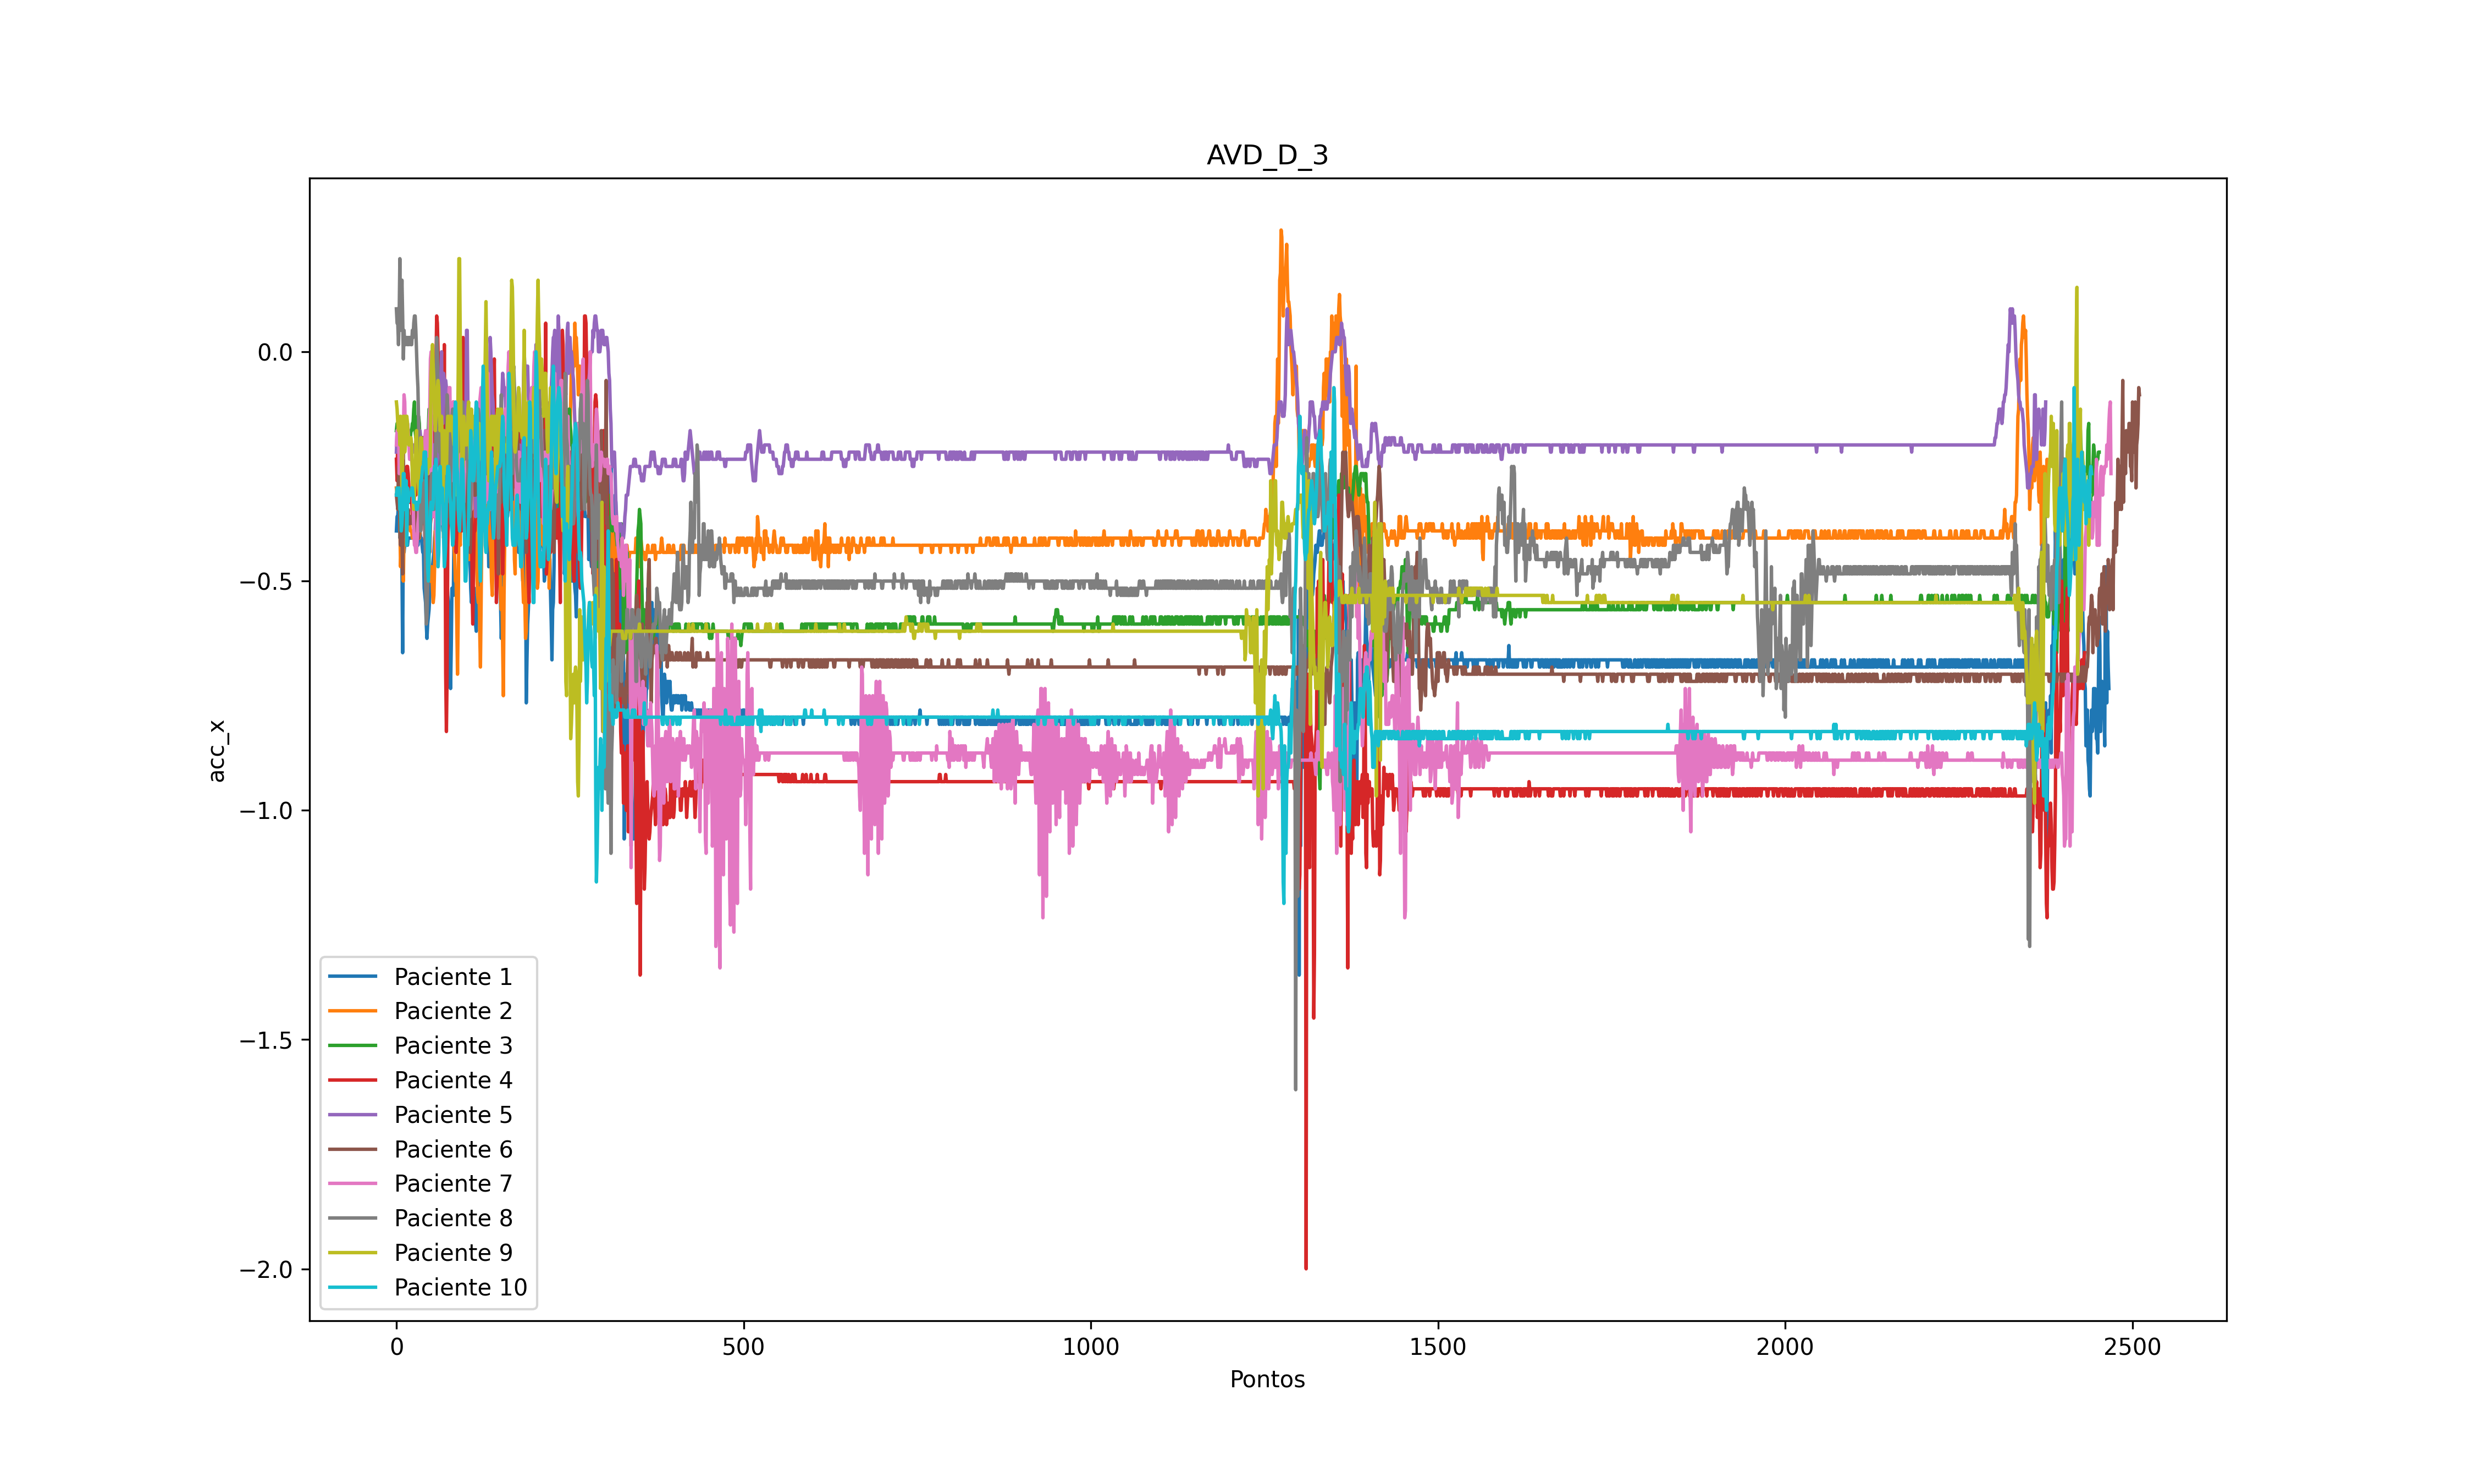 AVD_D_3
acc_x
0.0
−0.5
−1.0
−1.5
−2.0
Paciente 1
Paciente 2
Paciente 3
Paciente 4
Paciente 5
Paciente 6
Paciente 7
Paciente 8
Paciente 9
Paciente 10
0 500 1000 1500 2000 2500
Pontos